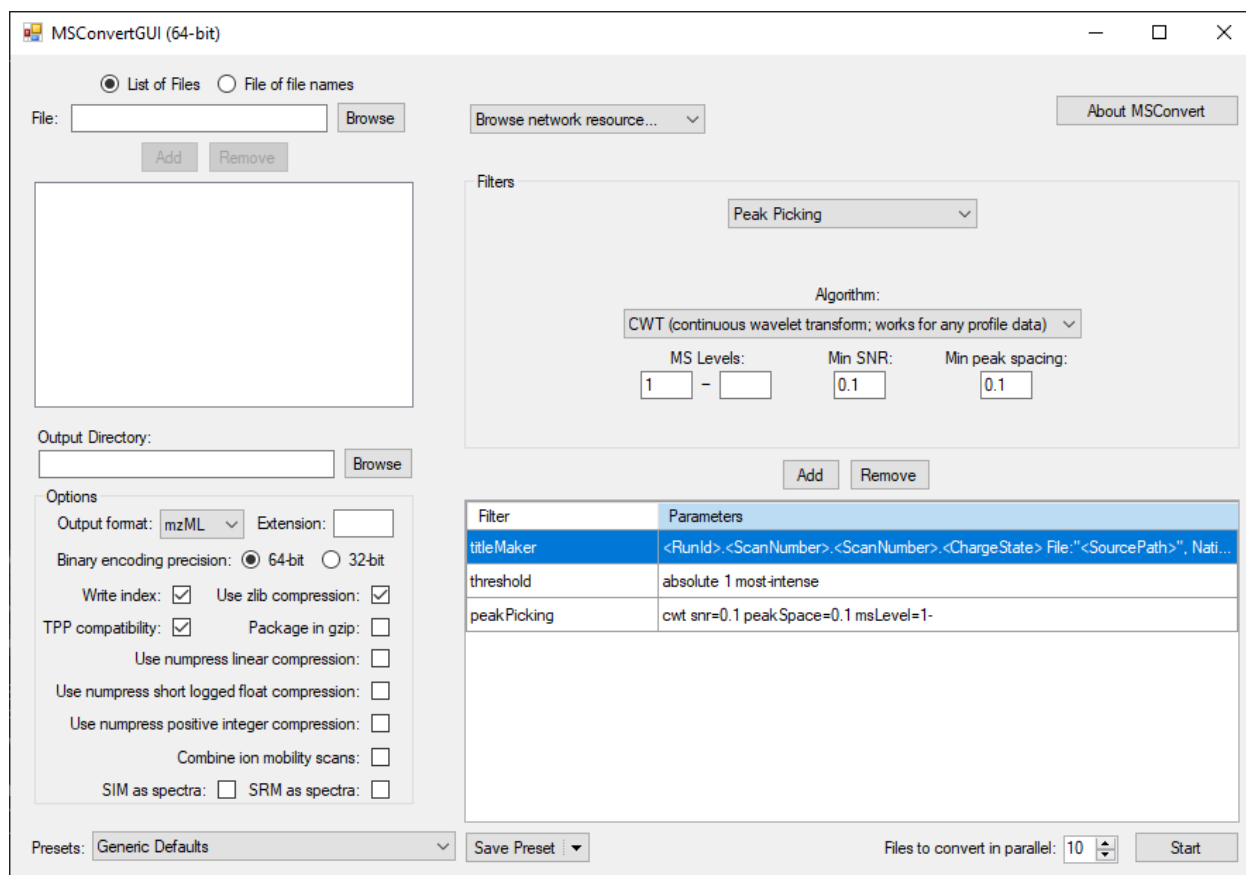 MSConvertGUI (64-bit)
List of Files File of file names
File: Browse Browse network resource... About MSConvert
Add Remove
Filters
Peak Picking
Algorithm:
CWT (continuous wavelet transform; works for any profile data)
MS Levels: Min SNR: Min peak spacing:
1 – 0.1 0.1
Output Directory:
Browse
Add Remove
Options
Output format: mzML Extension:
Binary encoding precision: 64-bit 32-bit
Write index: Use zlib compression:
TPP compatibility: Package in gzip:
Use numpress linear compression:
Use numpress short logged float compression:
Use numpress positive integer compression:
Combine ion mobility scans:
SIM as spectra: SRM as spectra:
Filter Parameters
titleMaker <RunId>.<ScanNumber>.<ScanNumber>.<ChargeState> File:"<SourcePath>", Nati...
threshold absolute 1 most-intense
peakPicking cwt snr=0.1 peakSpace=0.1 msLevel=1-
Presets: Generic Defaults Save Preset Files to convert in parallel: 10 Start